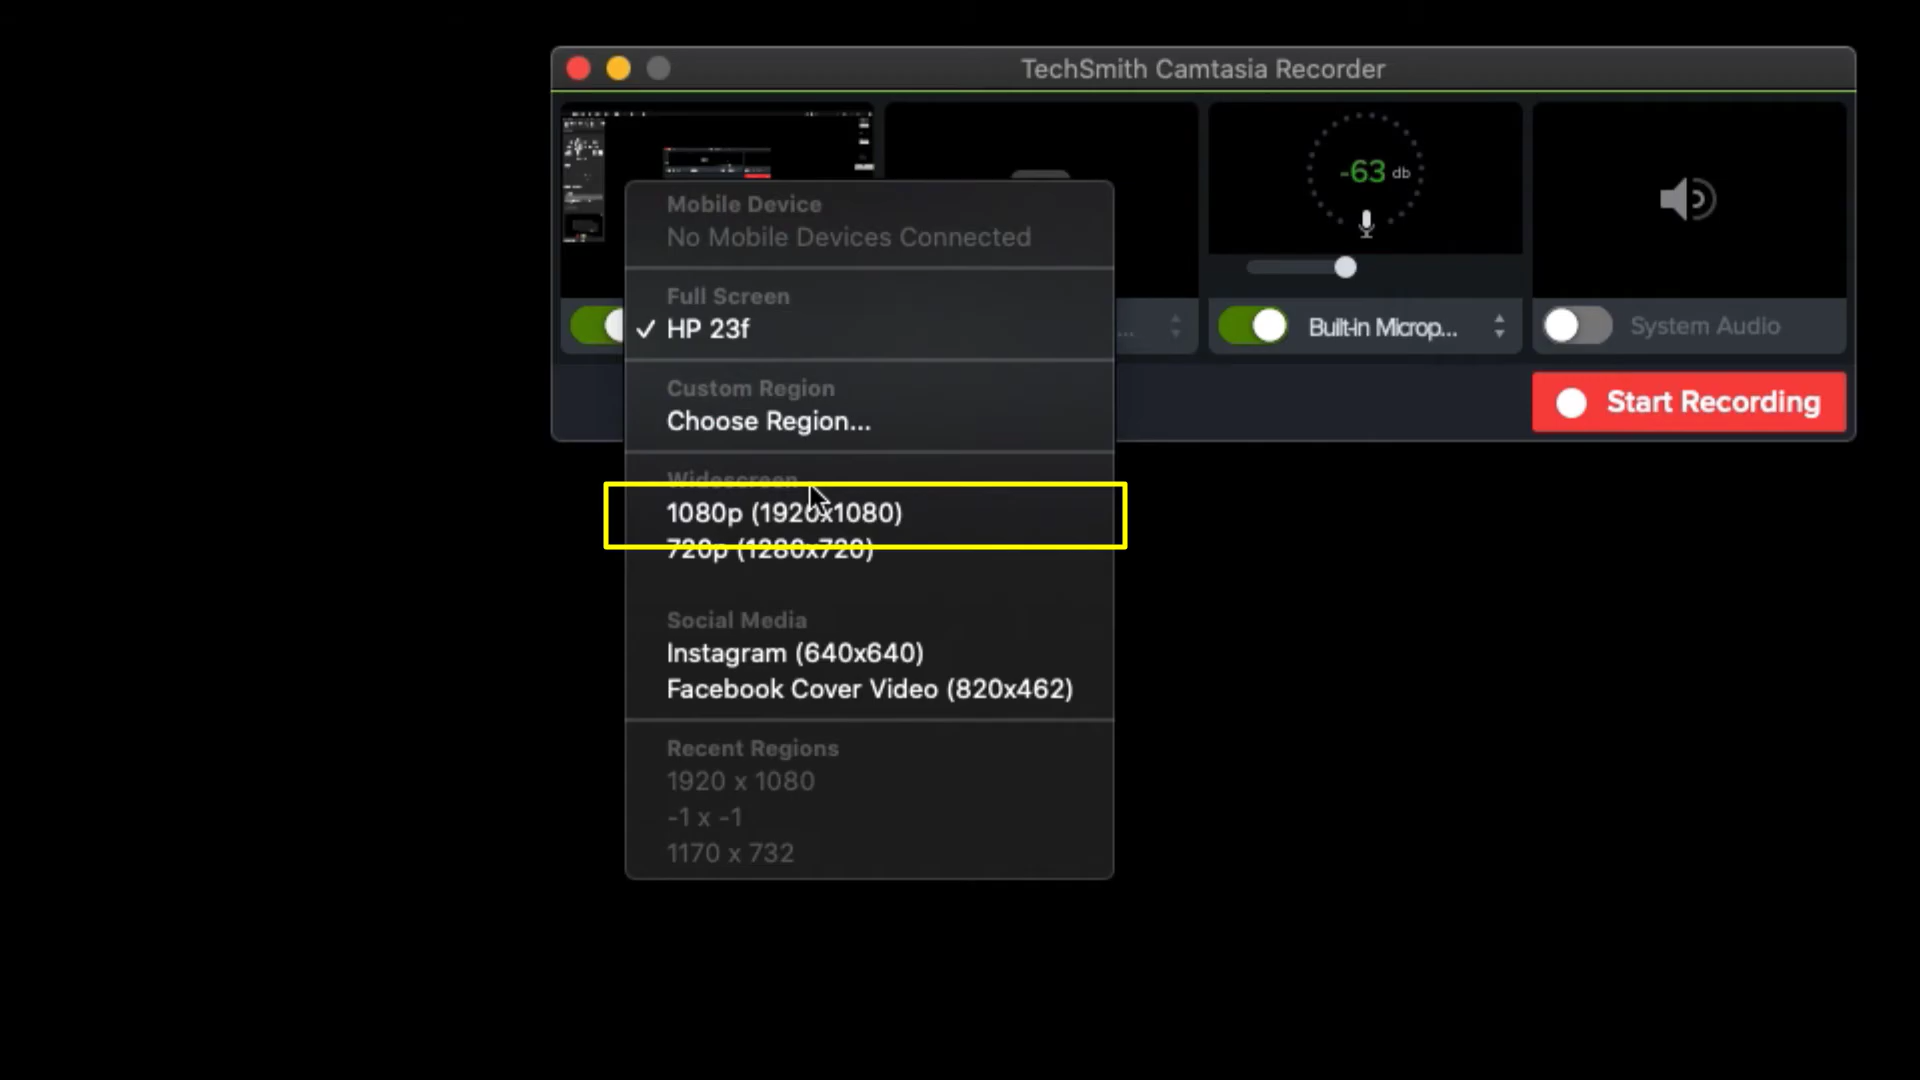 TechSmith Camtasia Recorder
-63 db
Mobile Device
No Mobile Devices Connected
Full Screen
✓ HP 23f
...
Built-in Microp...
System Audio
Custom Region
Choose Region...
Start Recording
Widescreen
1080p (1920x1080)
720p (1280x720)
Social Media
Instagram (640x640)
Facebook Cover Video (820x462)
Recent Regions
1920 x 1080
-1 x -1
1170 x 732